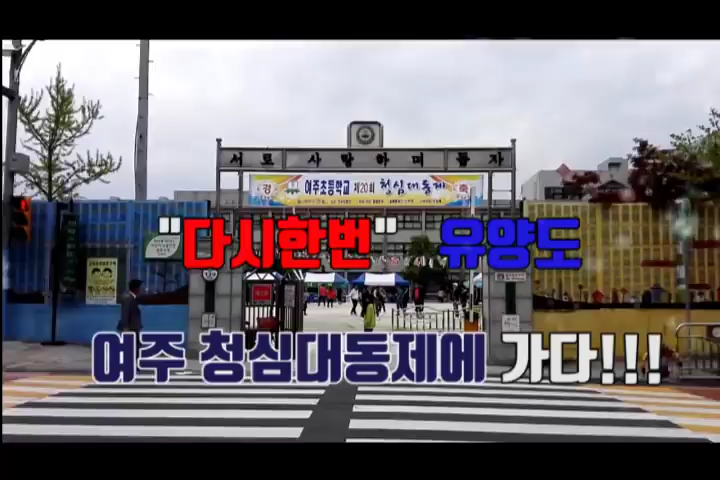 서로사랑하며돕자
경 여주초등학교 제20회 청심대동제 축
"다시한번" 유양도
여주 청심대동제에 가다!!!